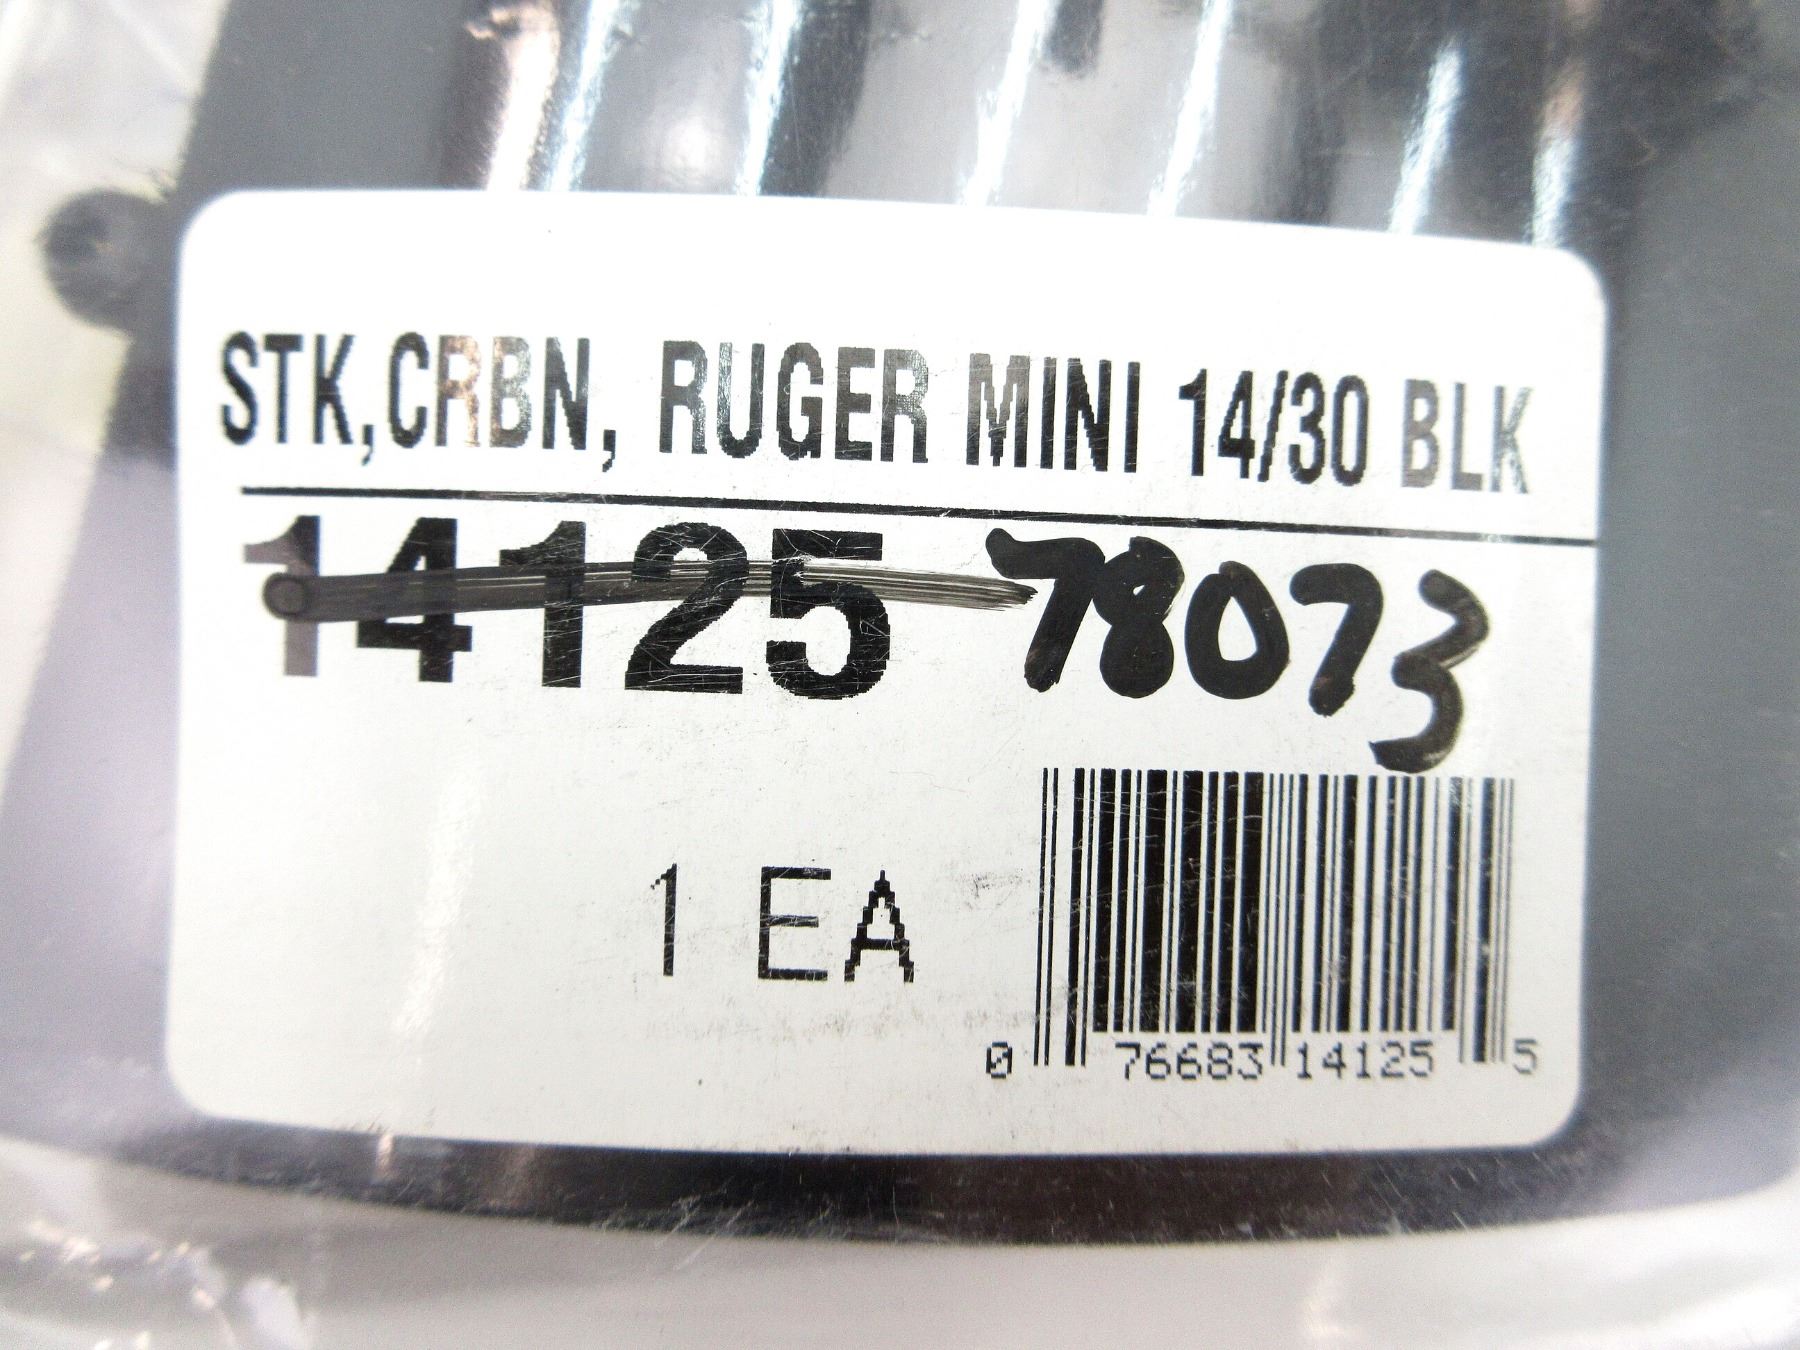 STK,CRBN, RUGER MINI 14/30 BLK
14125 78073
1 EA
0 76683 14125 5